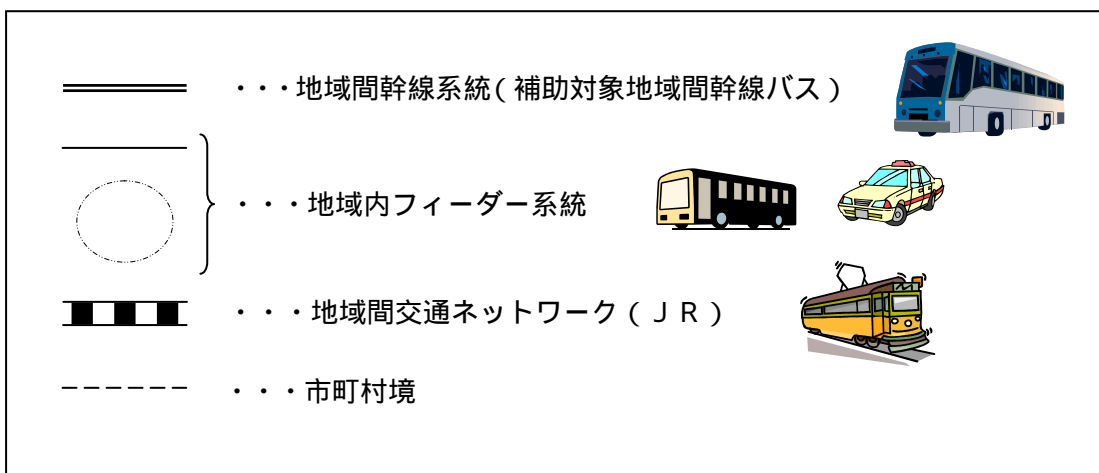 ・・・地域間幹線系統(補助対象地域間幹線バス)
・・・地域内フィーダー系統
・・・地域間交通ネットワーク(JR)
・・・市町村境